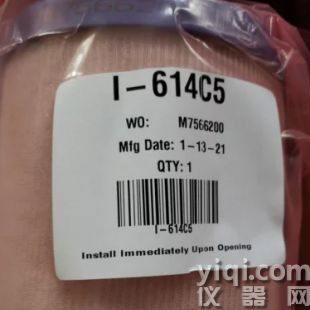 I-614C5
WO: M7566200
Mfg Date: 1-13-21
QTY: 1
I-614C5
Install Immediately Upon Opening
yiqi.com
仪器网